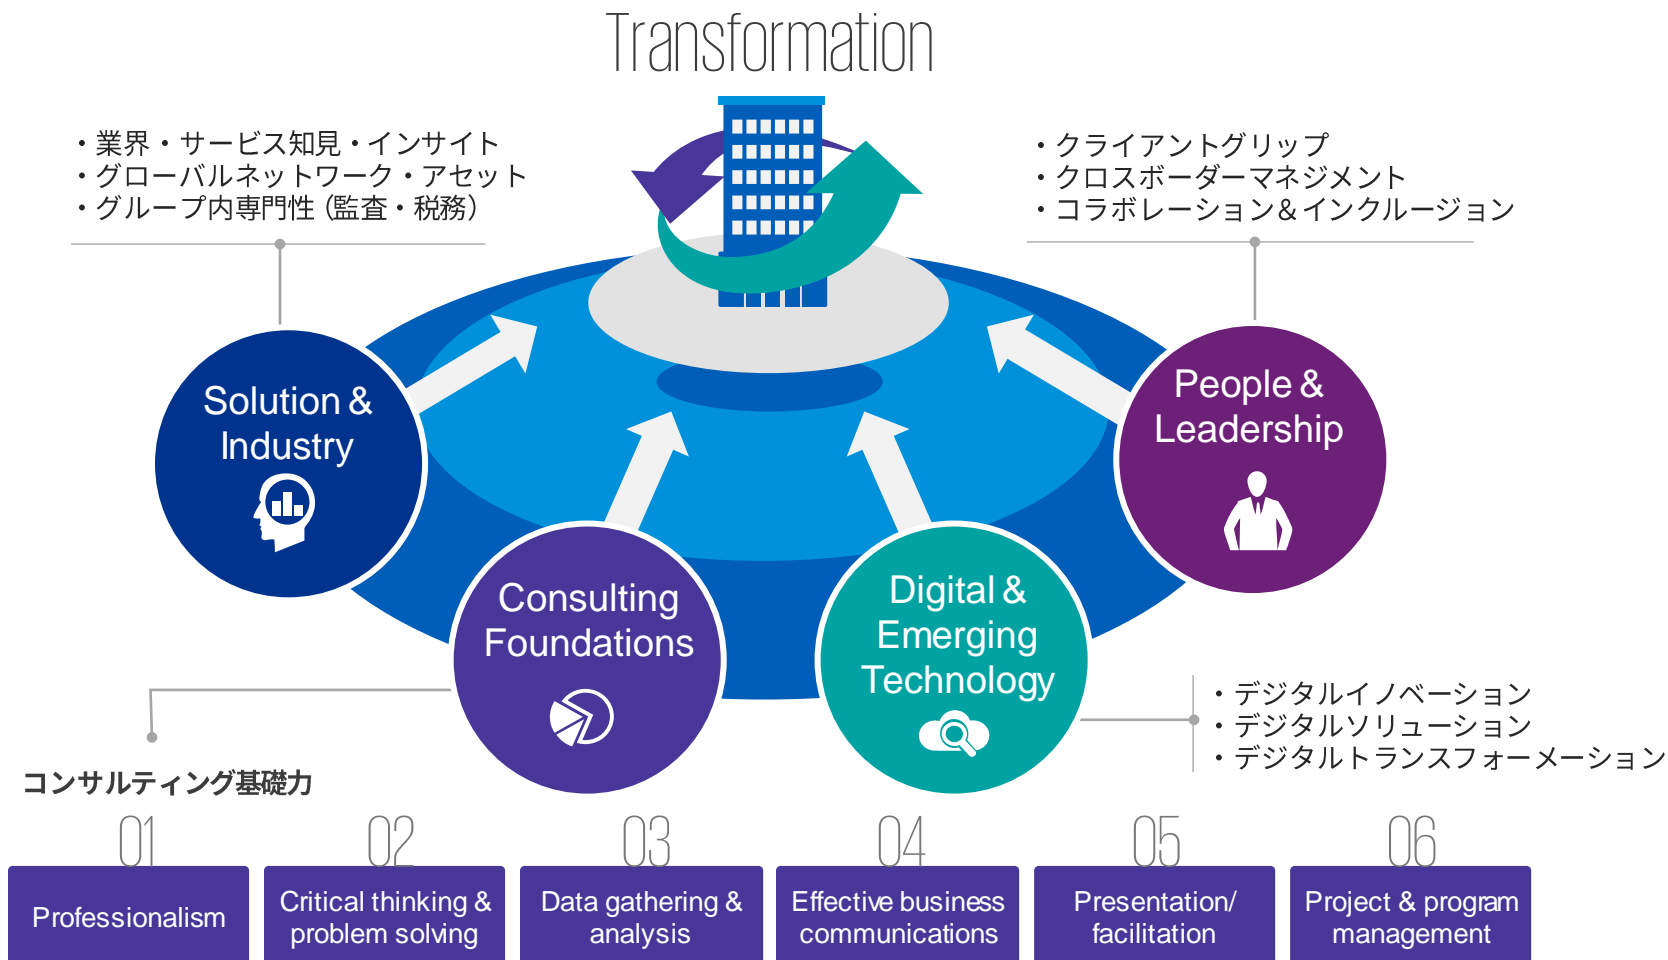 Transformation
・業界・サービス知見・インサイト
・グローバルネットワーク・アセット
・グループ内専門性（監査・税務）
・クライアントグリップ
・クロスボーダーマネジメント
・コラボレーション＆インクルージョン
Solution &
Industry
People &
Leadership
Consulting
Foundations
Digital &
Emerging
Technology
・デジタルイノベーション
・デジタルソリューション
・デジタルトランスフォーメーション
コンサルティング基礎力
01
Professionalism
02
Critical thinking &
problem solving
03
Data gathering &
analysis
04
Effective business
communications
05
Presentation/
facilitation
06
Project & program
management